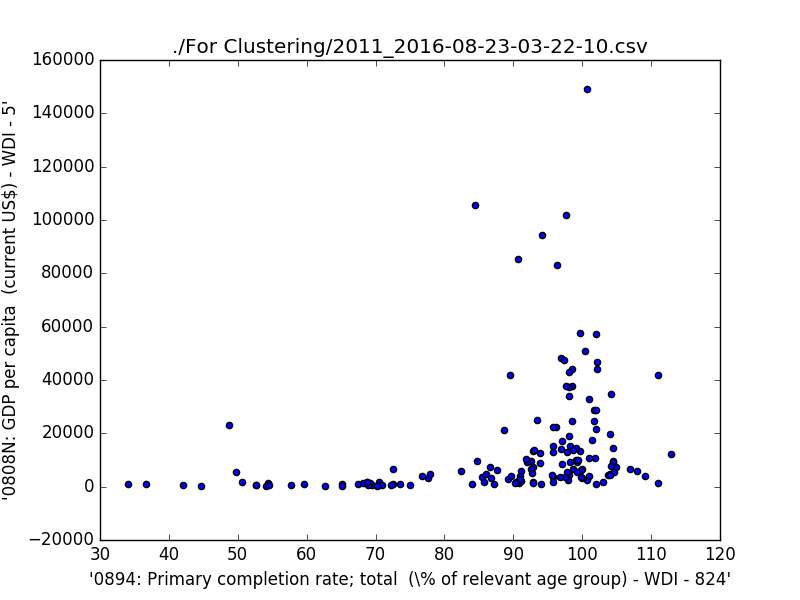 ./For Clustering/2011_2016-08-23-03-22-10.csv
160000
140000
120000
100000
80000
60000
40000
20000
0
−20000
'0808N: GDP per capita  (current US$) - WDI - 5'
30 40 50 60 70 80 90 100 110 120
'0894: Primary completion rate; total  (\% of relevant age group) - WDI - 824'